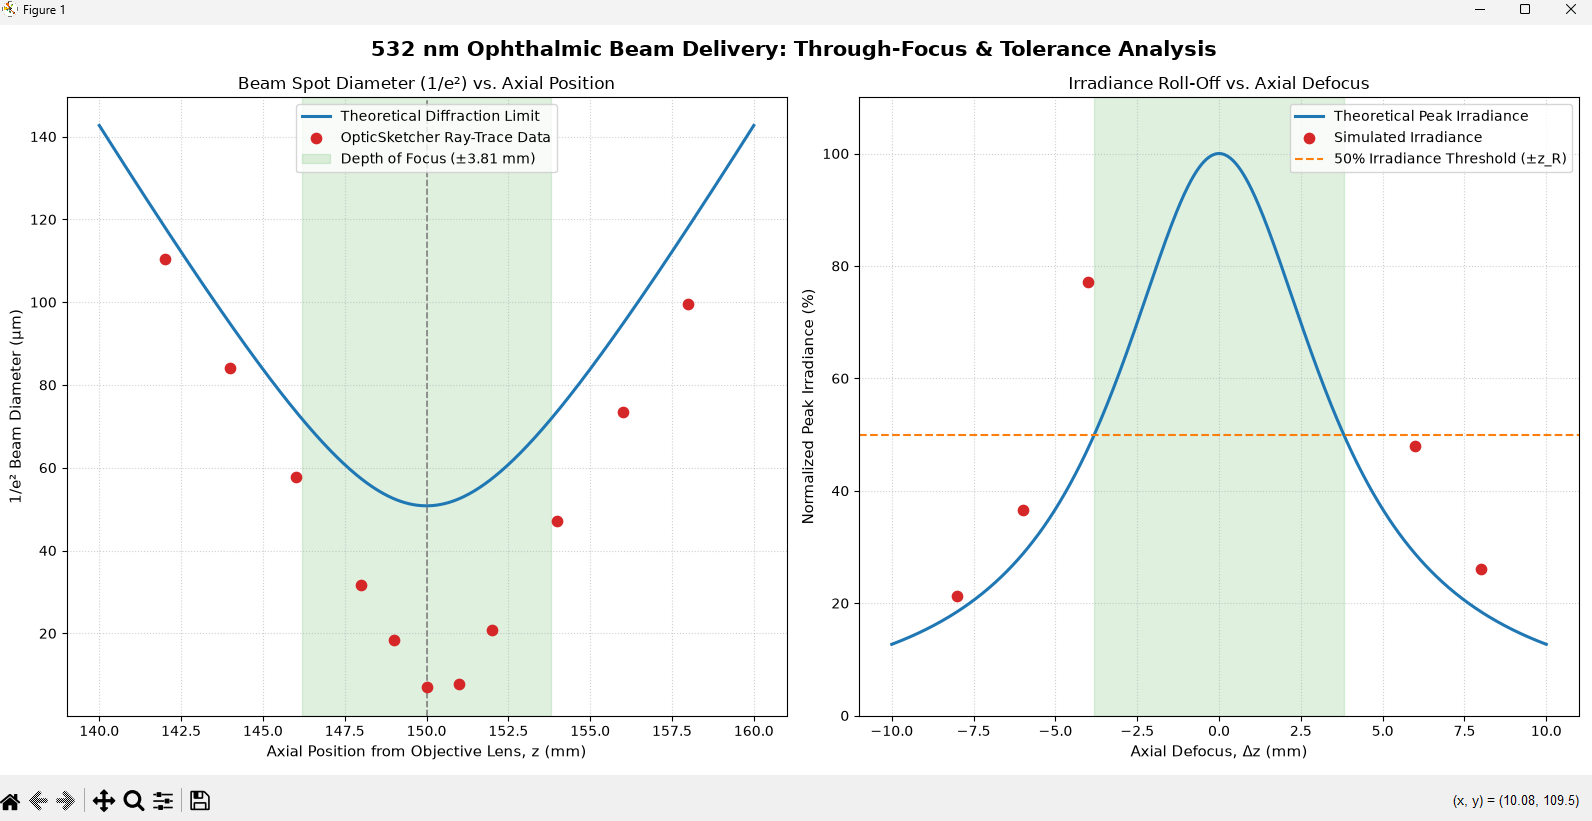 Figure 1
532 nm Ophthalmic Beam Delivery: Through-Focus & Tolerance Analysis
Beam Spot Diameter (1/e²) vs. Axial Position
Theoretical Diffraction Limit
OpticSketcher Ray-Trace Data
Depth of Focus (±3.81 mm)
1/e² Beam Diameter (μm)
140
120
100
80
60
40
20
140.0 142.5 145.0 147.5 150.0 152.5 155.0 157.5 160.0
Axial Position from Objective Lens, z (mm)
Irradiance Roll-Off vs. Axial Defocus
Theoretical Peak Irradiance
Simulated Irradiance
50% Irradiance Threshold (±z_R)
Normalized Peak Irradiance (%)
100
80
60
40
20
0
−10.0 −7.5 −5.0 −2.5 0.0 2.5 5.0 7.5 10.0
Axial Defocus, Δz (mm)
(x, y) = (10.08, 109.5)